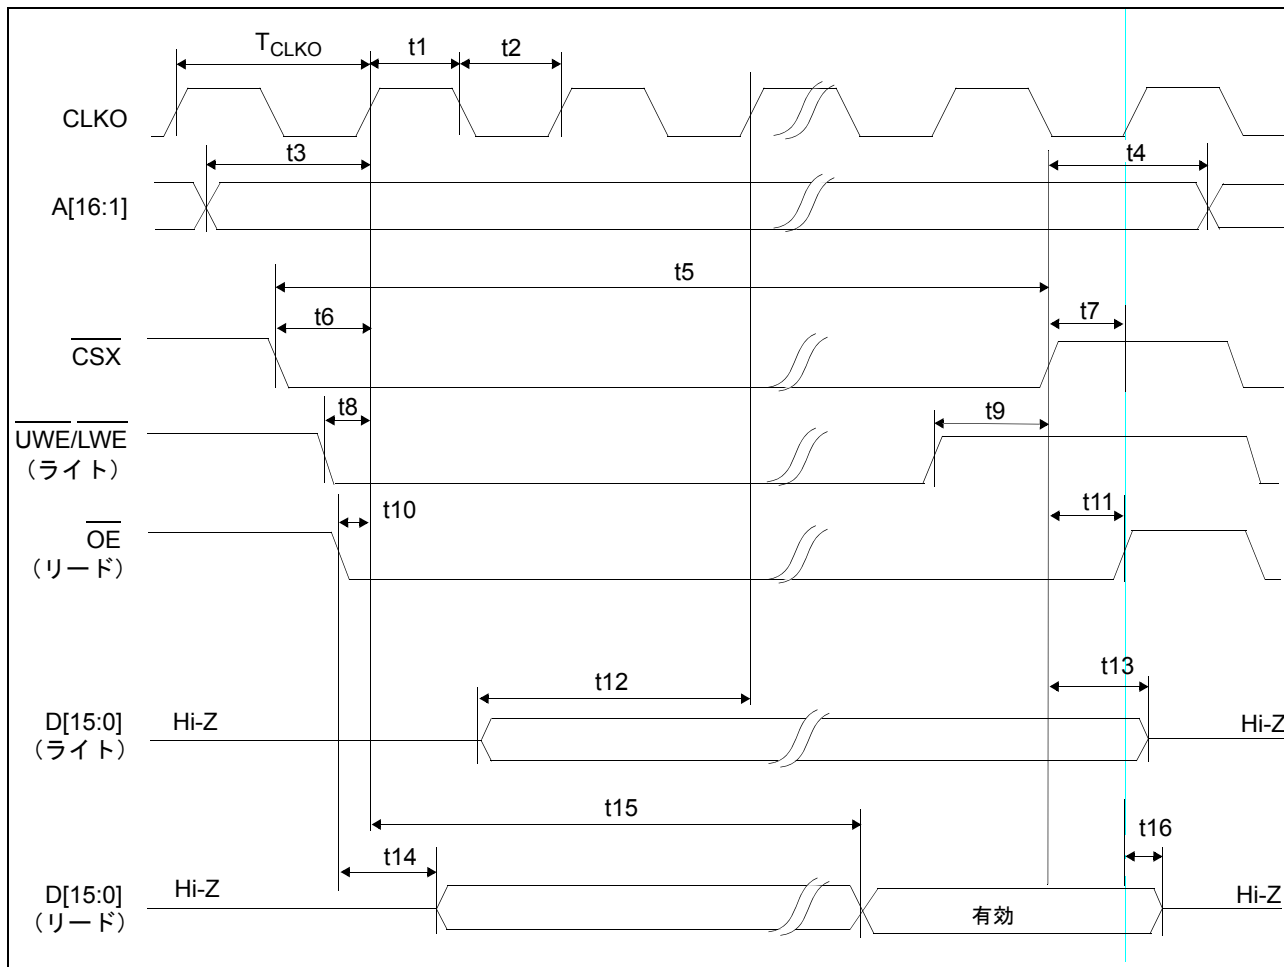 TCLKO
t1
t2
CLKO
t3
t4
A[16:1]
t5
t6
t7
CSX
t8
t9
UWE/LWE
（ライト）
t10
t11
OE
（リード）
t12
t13
D[15:0]
（ライト）
Hi-Z
Hi-Z
t15
t16
t14
D[15:0]
（リード）
Hi-Z
有効
Hi-Z